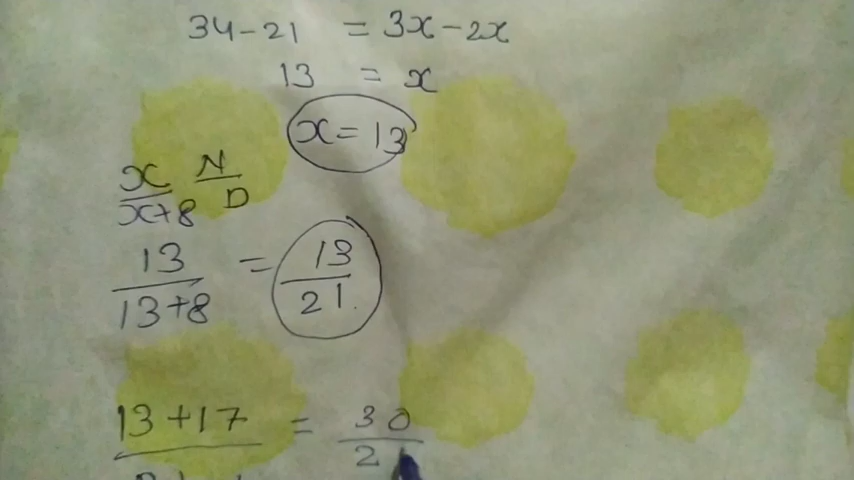 34-21 = 3x-2x
13 = x
x=13
x/x+8 N/D
13/13+8 = 13/21.
13+17 = 30/2